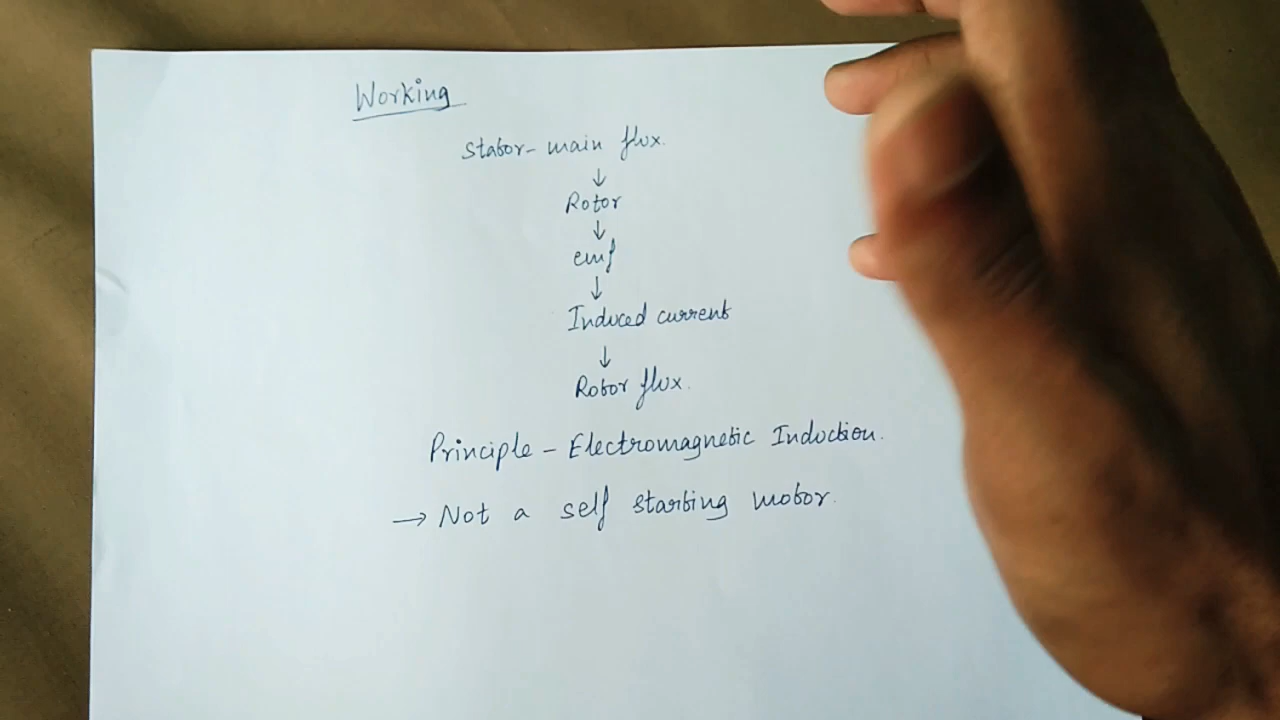 Working
Stator - main flux.
↓
Rotor
↓
emf
↓
Induced current
↓
Rotor flux.
Principle - Electromagnetic Induction.
→ Not a self starting motor.